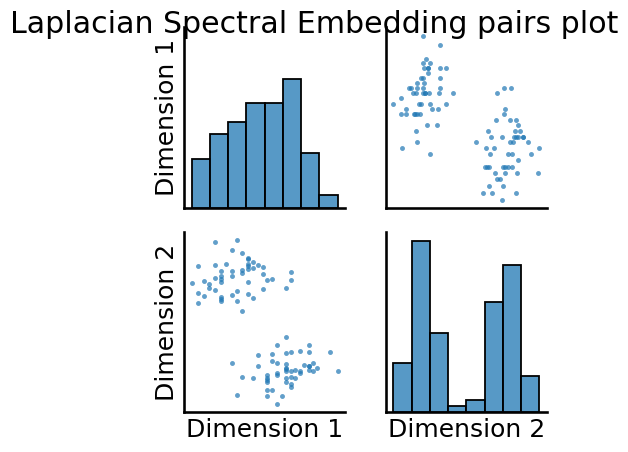 Laplacian Spectral Embedding pairs plot
Dimension 1
Dimension 2
Dimension 1
Dimension 2